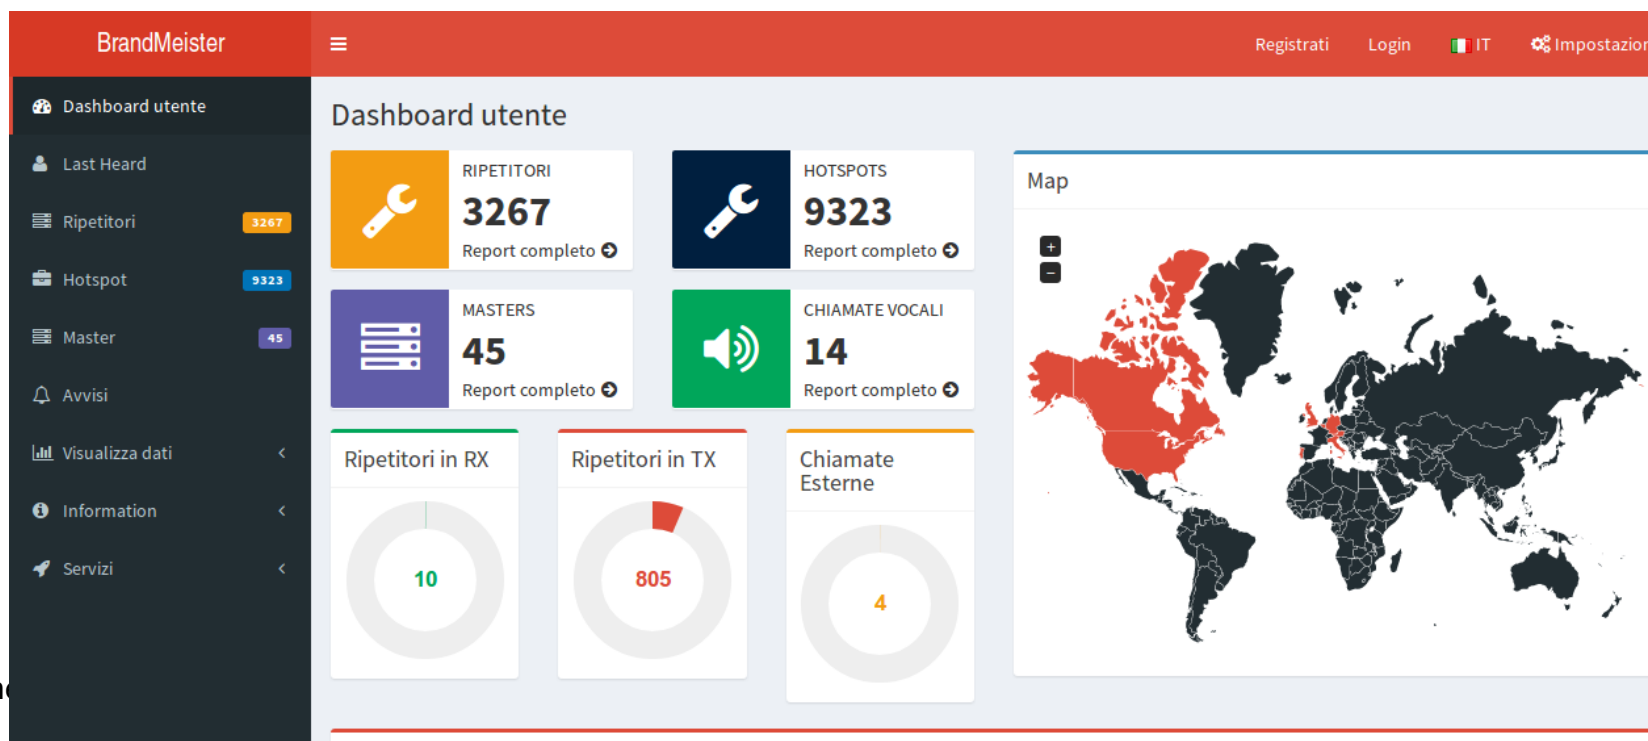 BrandMeister
Registrati Login IT Impostazion
Dashboard utente
Last Heard
Ripetitori 3267
Hotspot 9323
Master 45
Avvisi
Visualizza dati
Information
Servizi
Dashboard utente
RIPETITORI
3267
Report completo
HOTSPOTS
9323
Report completo
MASTERS
45
Report completo
CHIAMATE VOCALI
14
Report completo
Ripetitori in RX
10
Ripetitori in TX
805
Chiamate
Esterne
4
Map
+
−